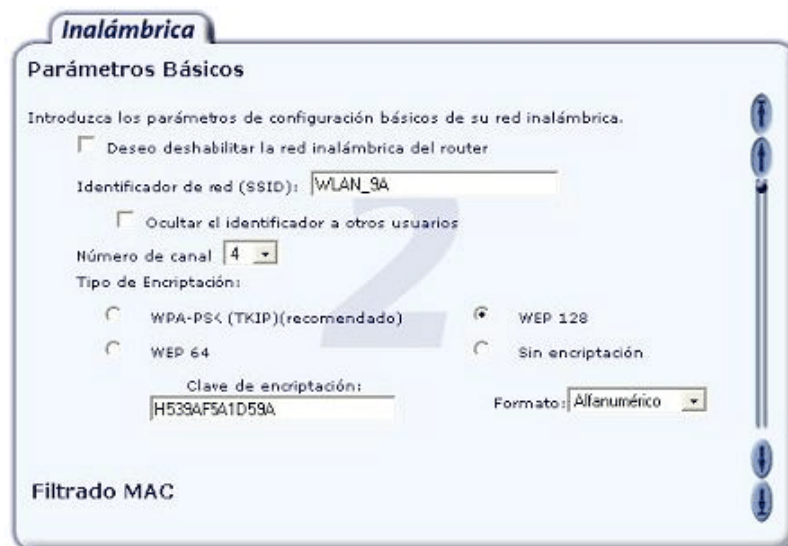 Inalámbrica
Parámetros Básicos
Introduzca los parámetros de configuración básicos de su red inalámbrica.
Deseo deshabilitar la red inalámbrica del router
Identificador de red (SSID): WLAN_9A
Ocultar el identificador a otros usuarios
Número de canal 4
Tipo de Encriptación:
WPA-PS< (TKIP)(recomendado) WEP 128
WEP 64 Sin encriptación
Clave de encriptación:
H539AF5A1D59A Formato: Alfanumérico
2
Filtrado MAC